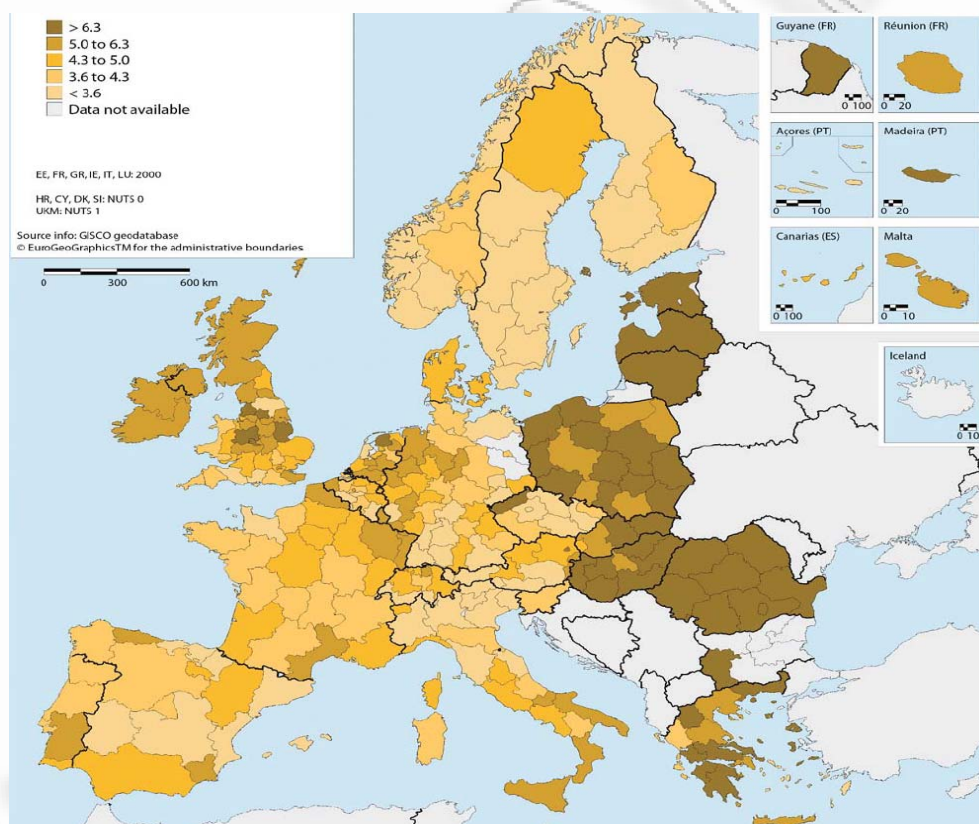 > 6.3
5.0 to 6.3
4.3 to 5.0
3.6 to 4.3
< 3.6
Data not available
EE, FR, GR, IE, IT, LU: 2000
HR, CY, DK, SI: NUTS 0
UKM: NUTS 1
Source info: GISCO geodatabase
© EuroGeoGraphicsTM for the administrative boundaries
0 300 600 km
Guyane (FR)
0 100
Réunion (FR)
0 20
Açores (PT)
0 100
Madeira (PT)
0 20
Canarias (ES)
0 100
Malta
0 10
Iceland
0 10